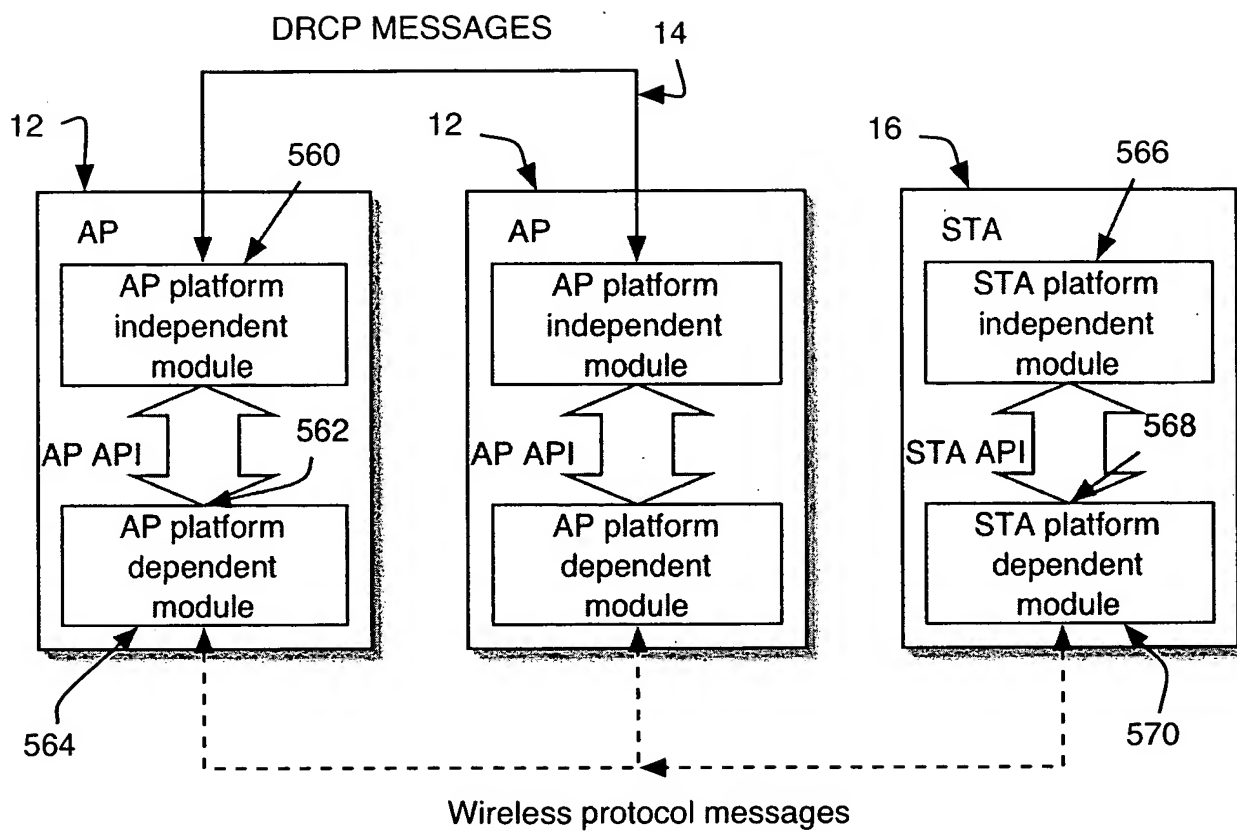 DRCP MESSAGES
14
12
12
16
560
566
AP
AP
STA
AP platform
independent
module
AP platform
independent
module
STA platform
independent
module
562
568
AP API
AP API
STA API
AP platform
dependent
module
AP platform
dependent
module
STA platform
dependent
module
564
570
Wireless protocol messages